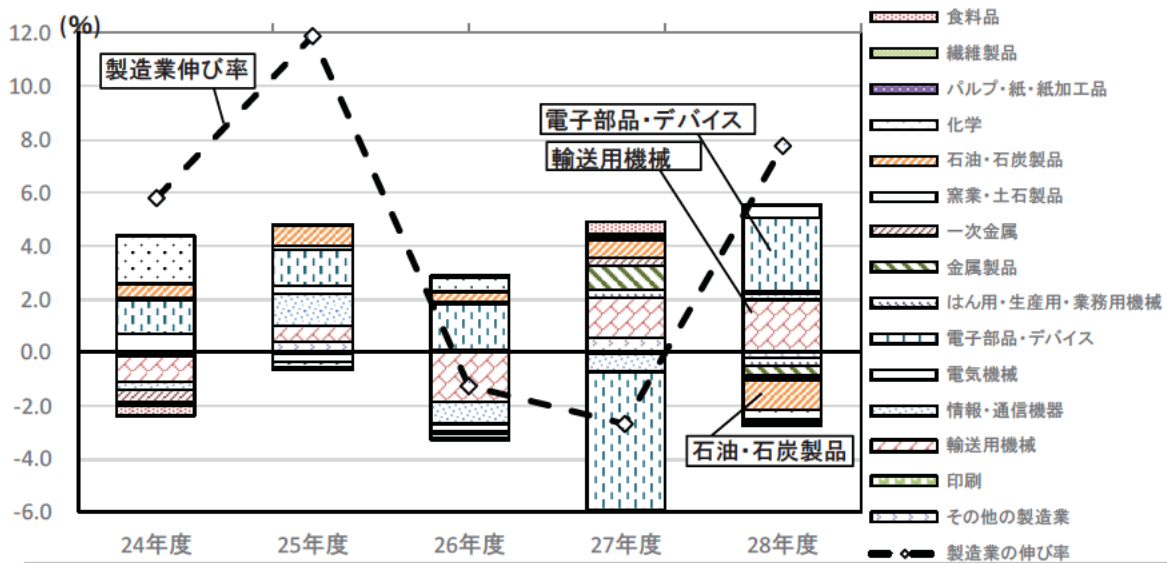 (%)
12.0
10.0
8.0
6.0
4.0
2.0
0.0
-2.0
-4.0
-6.0
製造業伸び率
電子部品・デバイス
輸送用機械
石油・石炭製品
24年度
25年度
26年度
27年度
28年度
食料品
繊維製品
パルプ・紙・紙加工品
化学
石油・石炭製品
窯業・土石製品
一次金属
金属製品
はん用・生産用・業務用機械
電子部品・デバイス
電気機械
情報・通信機器
輸送用機械
印刷
その他の製造業
製造業の伸び率